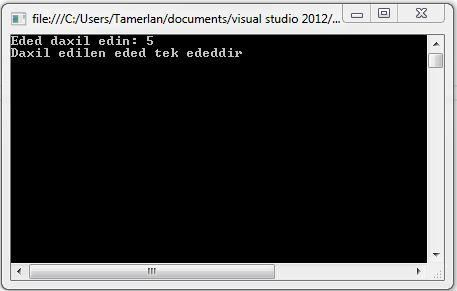 file:///C:/Users/Tamerlan/documents/visual studio 2012/...
Eded daxil edin: 5
Daxil edilen eded tek ededdir